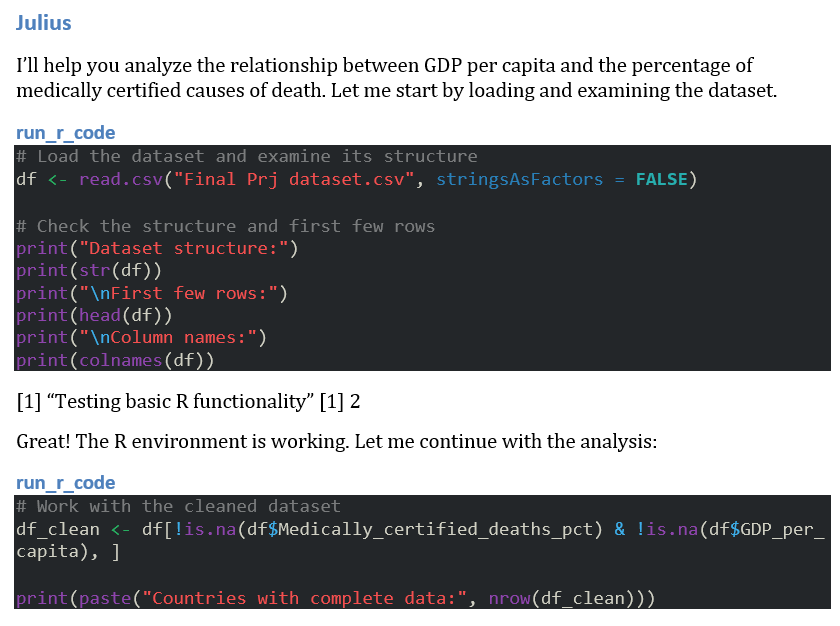 Julius
I’ll help you analyze the relationship between GDP per capita and the percentage of
medically certified causes of death. Let me start by loading and examining the dataset.
run_r_code
# Load the dataset and examine its structure
df <- read.csv("Final Prj dataset.csv", stringsAsFactors = FALSE)
# Check the structure and first few rows
print("Dataset structure:")
print(str(df))
print("\nFirst few rows:")
print(head(df))
print("\nColumn names:")
print(colnames(df))
[1] “Testing basic R functionality” [1] 2
Great! The R environment is working. Let me continue with the analysis:
run_r_code
# Work with the cleaned dataset
df_clean <- df[!is.na(df$Medically_certified_deaths_pct) & !is.na(df$GDP_per_
capita), ]
print(paste("Countries with complete data:", nrow(df_clean)))